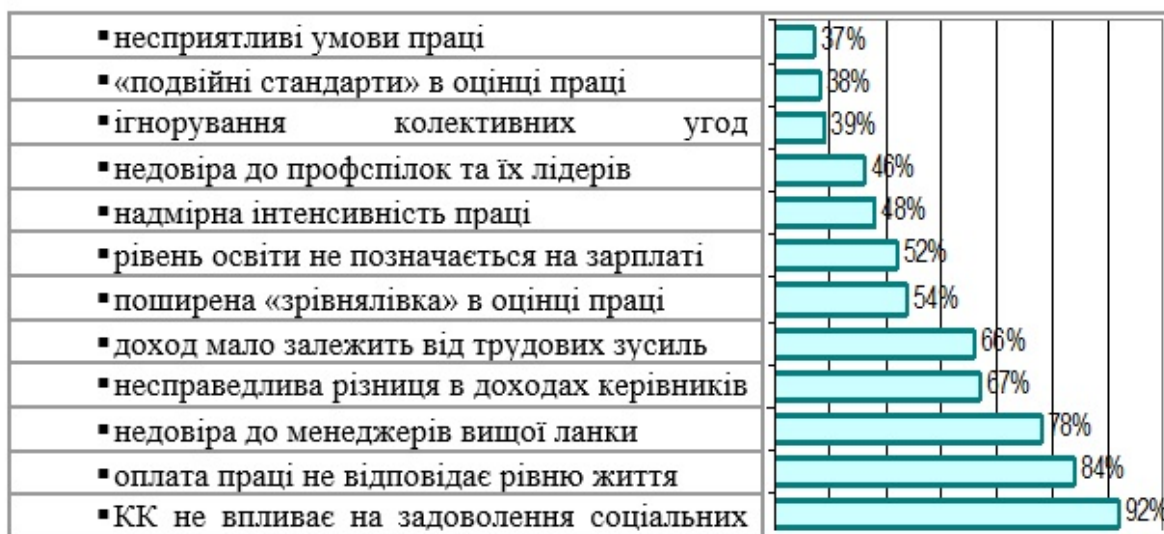 ▪несприятливі умови праці 37%
▪«подвійні стандарти» в оцінці праці 38%
▪ігнорування колективних угод 39%
▪недовіра до профспілок та їх лідерів 46%
▪надмірна інтенсивність праці 48%
▪рівень освіти не позначається на зарплаті 52%
▪поширена «зрівнялівка» в оцінці праці 54%
▪доход мало залежить від трудових зусиль 66%
▪несправедлива різниця в доходах керівників 67%
▪недовіра до менеджерів вищої ланки 78%
▪оплата праці не відповідає рівню життя 84%
▪КК не впливає на задоволення соціальних 92%